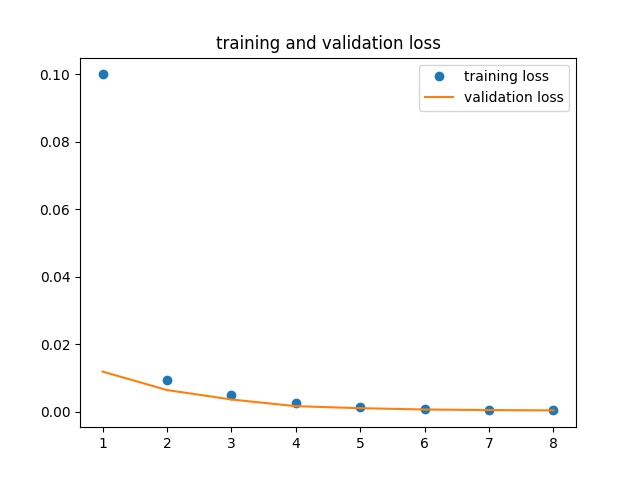 training and validation loss
training loss
validation loss
0.10
0.08
0.06
0.04
0.02
0.00
1 2 3 4 5 6 7 8